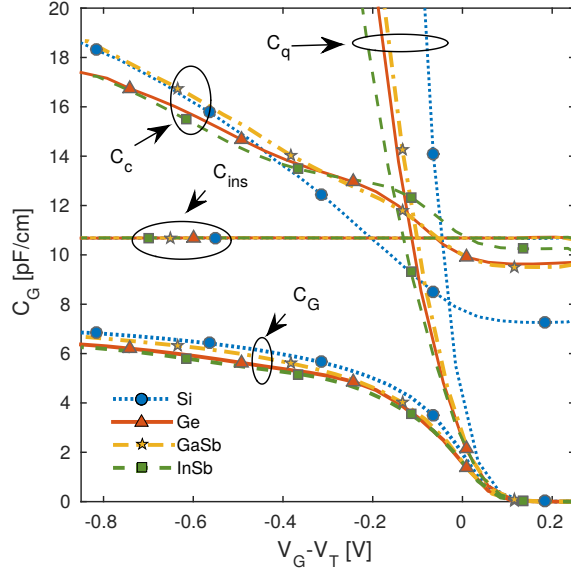 20
18
16
14
12
10
8
6
4
2
0
C_G [pF/cm]
C_q
C_c
C_ins
C_G
Si
Ge
GaSb
InSb
-0.8 -0.6 -0.4 -0.2 0 0.2
V_G-V_T [V]